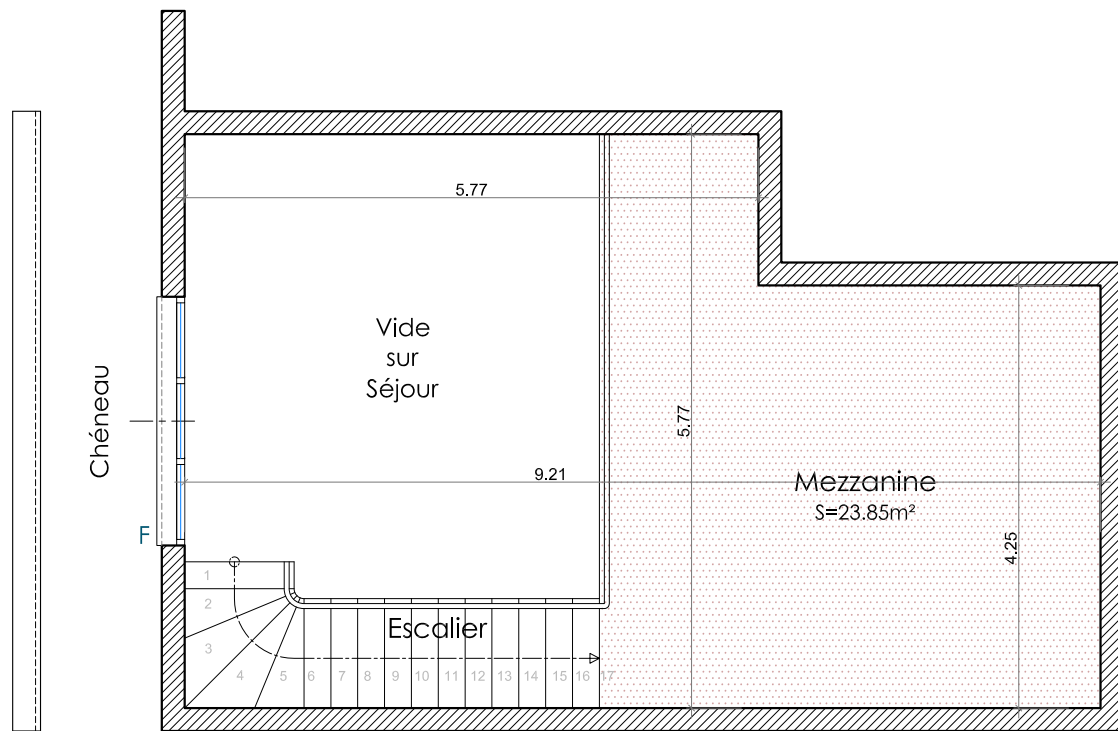 5.77
Vide
sur
Séjour
Chéneau
5.77
9.21
Mezzanine
S=23.85m²
4.25
F
1
2
3
4
Escalier
5 6 7 8 9 10 11 12 13 14 15 16 17